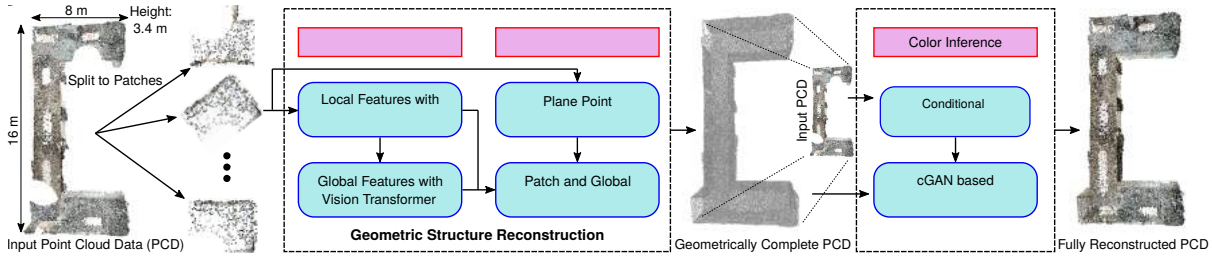 8 m
Height:
3.4 m
16 m
Split to Patches
Input Point Cloud Data (PCD)
Local Features with
Global Features with
Vision Transformer
Plane Point
Patch and Global
Geometric Structure Reconstruction
Input PCD
Geometrically Complete PCD
Color Inference
Conditional
cGAN based
Fully Reconstructed PCD